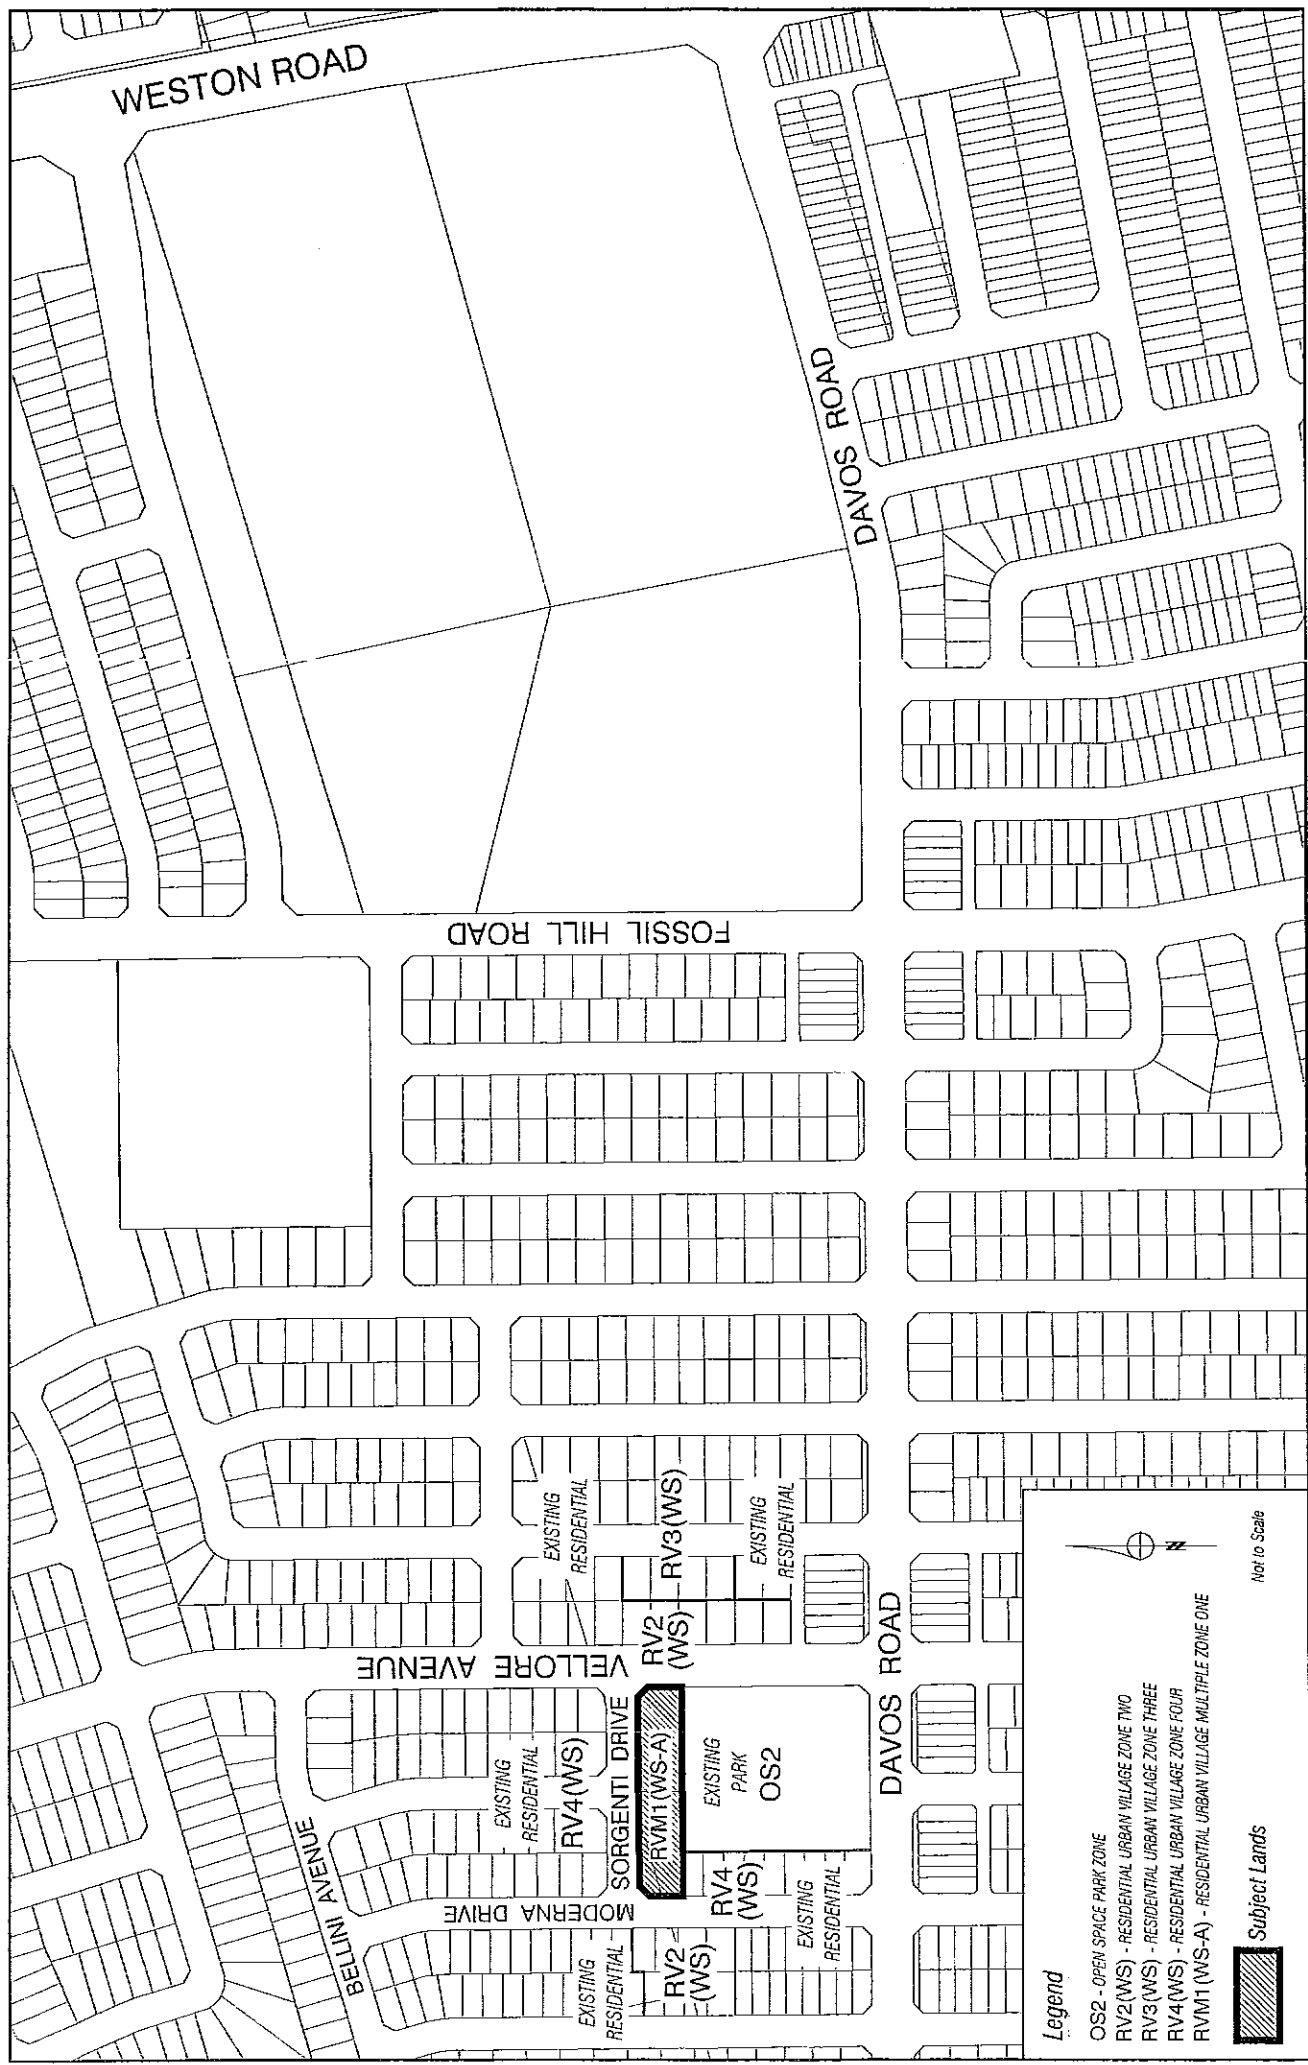 WESTON ROAD
DAVOS ROAD
FOSSIL HILL ROAD
EXISTING
RESIDENTIAL
RV3(WS)
EXISTING
RESIDENTIAL
RV2
(WS)
VELLORE AVENUE
DAVOS ROAD
SORGENTI DRIVE
RVM1(WS-A)
EXISTING
PARK
OS2
EXISTING
RESIDENTIAL
RV4(WS)
BELLINI AVENUE
MODERNA DRIVE
RV4
(WS)
EXISTING
RESIDENTIAL
EXISTING
RESIDENTIAL
RV2
(WS)
Legend
OS2 - OPEN SPACE PARK ZONE
RV2(WS) - RESIDENTIAL URBAN VILLAGE ZONE TWO
RV3(WS) - RESIDENTIAL URBAN VILLAGE ZONE THREE
RV4(WS) - RESIDENTIAL URBAN VILLAGE ZONE FOUR
RVM1(WS-A) - RESIDENTIAL URBAN VILLAGE MULTIPLE ZONE ONE
Subject Lands
N
Not to Scale